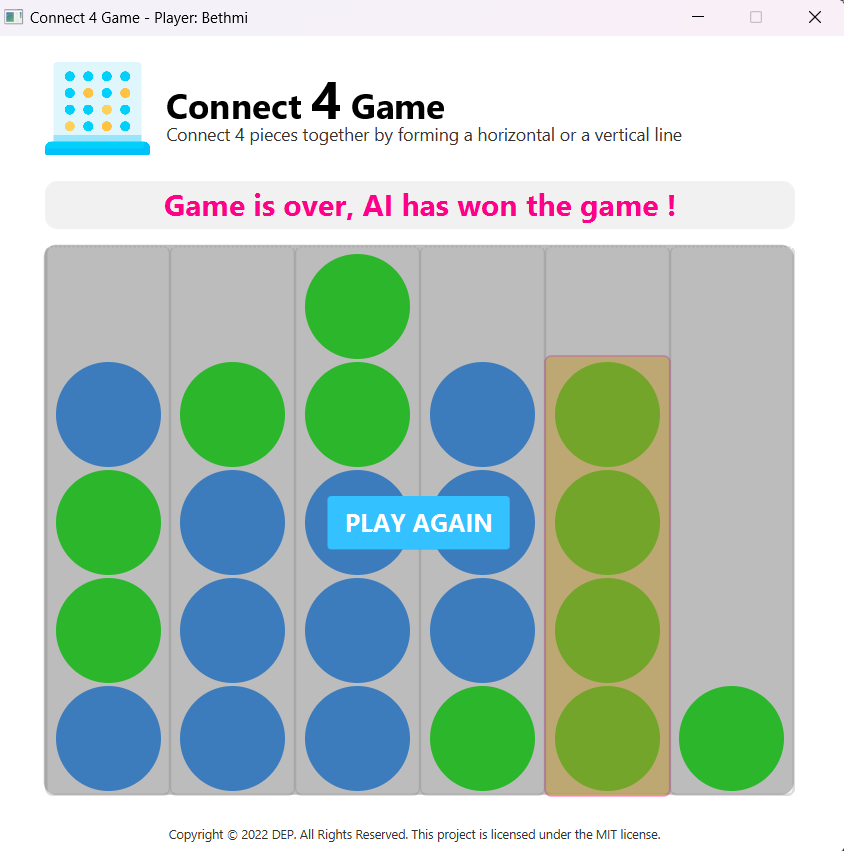 Connect 4 Game - Player: Bethmi
Connect 4 Game
Connect 4 pieces together by forming a horizontal or a vertical line
Game is over, AI has won the game !
PLAY AGAIN
Copyright © 2022 DEP. All Rights Reserved. This project is licensed under the MIT license.